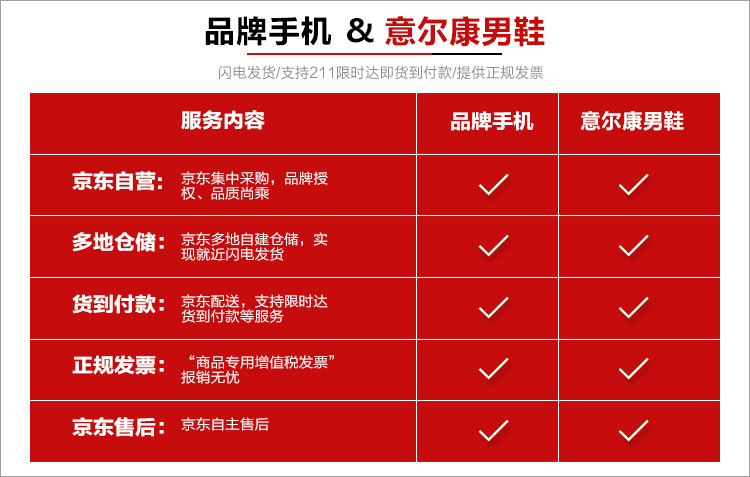 品牌手机 & 意尔康男鞋
闪电发货/支持211限时达即货到付款/提供正规发票
服务内容 品牌手机 意尔康男鞋
京东自营: 京东集中采购，品牌授
权、品质尚乘
多地仓储: 京东多地自建仓储，实
现就近闪电发货
货到付款: 京东配送，支持限时达
货到付款等服务
正规发票: “商品专用增值税发票”
报销无忧
京东售后: 京东自主售后